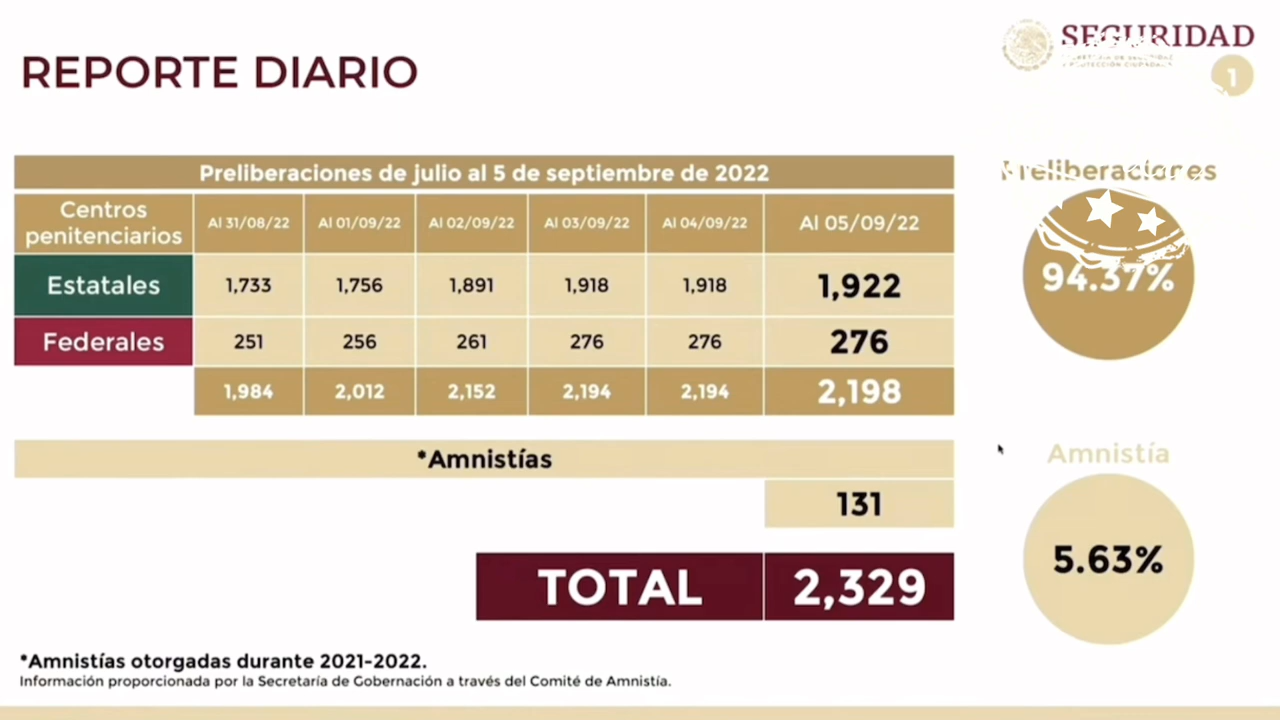 SEGURIDAD
REPORTE DIARIO
1
Preliberaciones de julio al 5 de septiembre de 2022
Preliberaciones
Centros penitenciarios Al 31/08/22 Al 01/09/22 Al 02/09/22 Al 03/09/22 Al 04/09/22 Al 05/09/22
Estatales 1,733 1,756 1,891 1,918 1,918 1,922
94.37%
Federales 251 256 261 276 276 276
1,984 2,012 2,152 2,194 2,194 2,198
*Amnistías
Amnistía
131
5.63%
TOTAL 2,329
*Amnistías otorgadas durante 2021-2022.
Información proporcionada por la Secretaría de Gobernación a través del Comité de Amnistía.